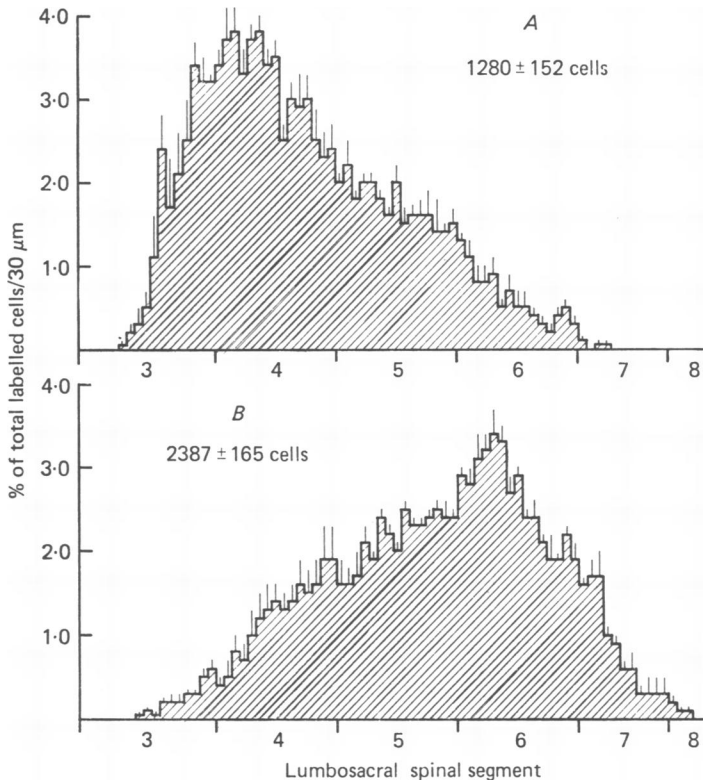 4·0
A
1280 ± 152 cells
3·0
2·0
1·0
3 4 5 6 7 8
% of total labelled cells/30 μm
4·0
B
2387 ± 165 cells
3·0
2·0
1·0
3 4 5 6 7 8
Lumbosacral spinal segment